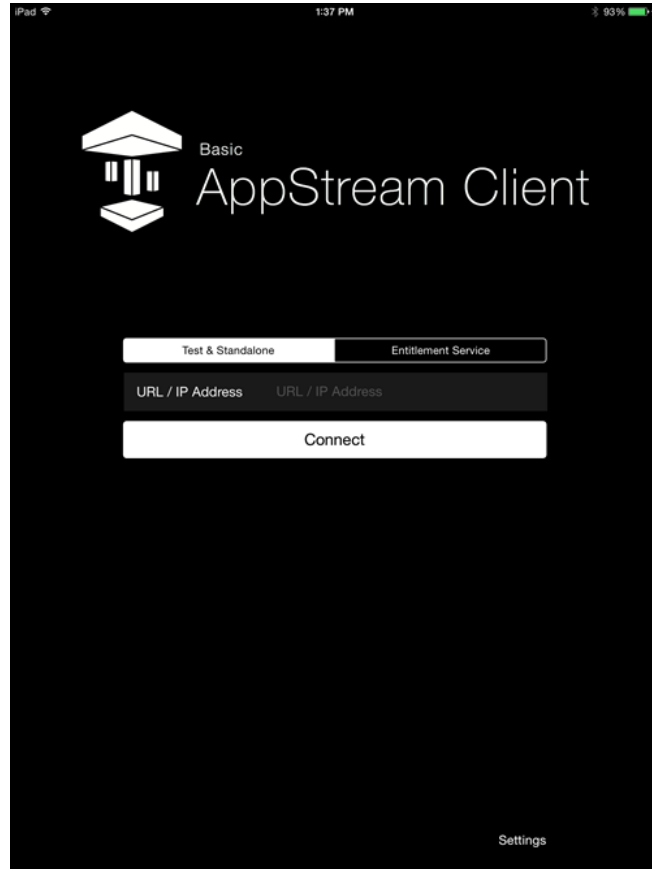 iPad 1:37 PM 93%
Basic
AppStream Client
Test & Standalone Entitlement Service
URL / IP Address URL / IP Address
Connect
Settings